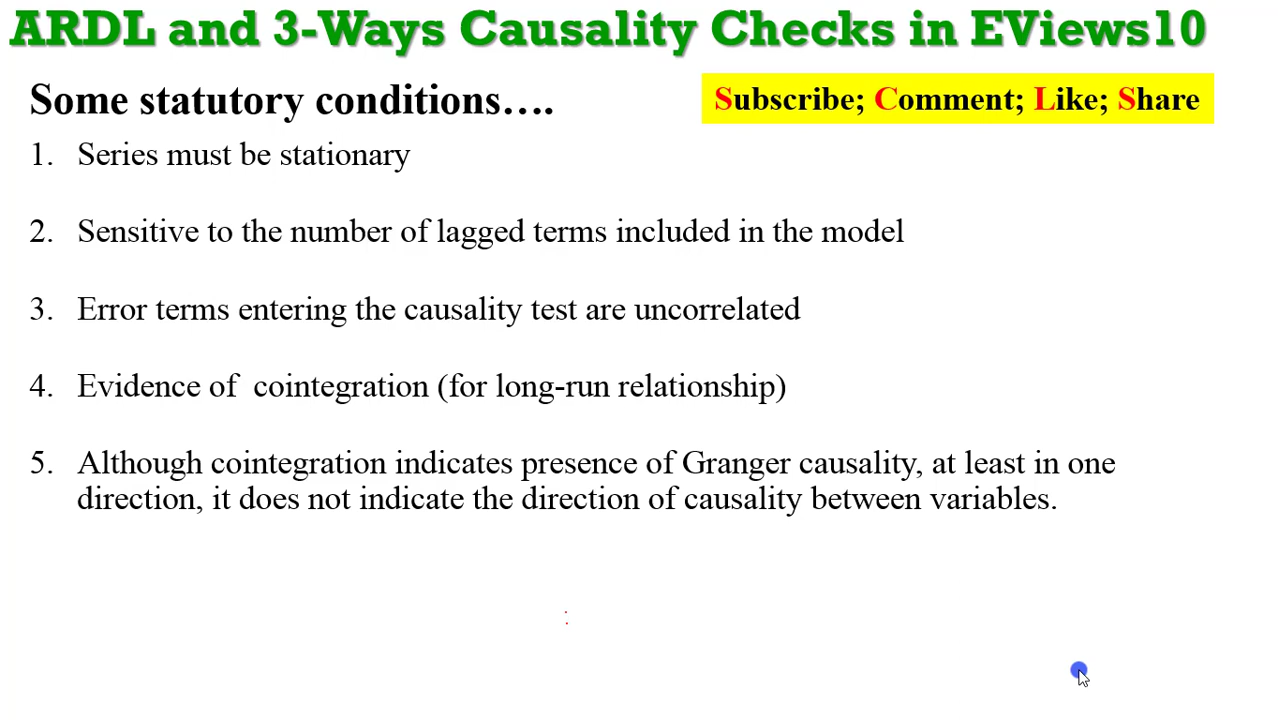 ARDL and 3-Ways Causality Checks in EViews10
Some statutory conditions….
Subscribe; Comment; Like; Share
1. Series must be stationary
2. Sensitive to the number of lagged terms included in the model
3. Error terms entering the causality test are uncorrelated
4. Evidence of cointegration (for long-run relationship)
5. Although cointegration indicates presence of Granger causality, at least in one
direction, it does not indicate the direction of causality between variables.